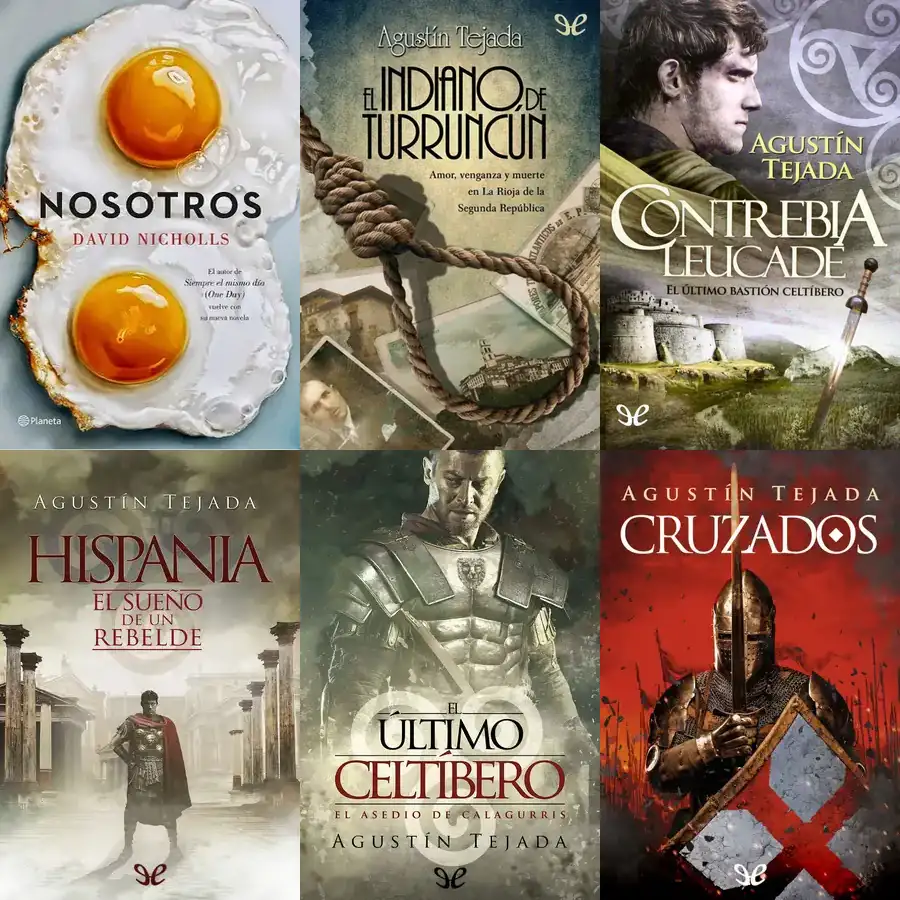 NOSOTROS
DAVID NICHOLLS
El autor de
Siempre el mismo día
(One Day)
vuelve con
su nueva novela
Planeta
Agustín Tejada
EL INDIANO DE
TURRUNCÚN
Amor, venganza y muerte
en La Rioja de la
Segunda República
AGUSTÍN
TEJADA
CONTREBIA
LEUCADE
EL ÚLTIMO BASTIÓN CELTÍBERO
AGUSTÍN TEJADA
HISPANIA
EL SUEÑO
DE UN
REBELDE
EL
ÚLTIMO
CELTÍBERO
EL ASEDIO DE CALAGURRIS
AGUSTÍN TEJADA
AGUSTÍN TEJADA
CRUZADOS